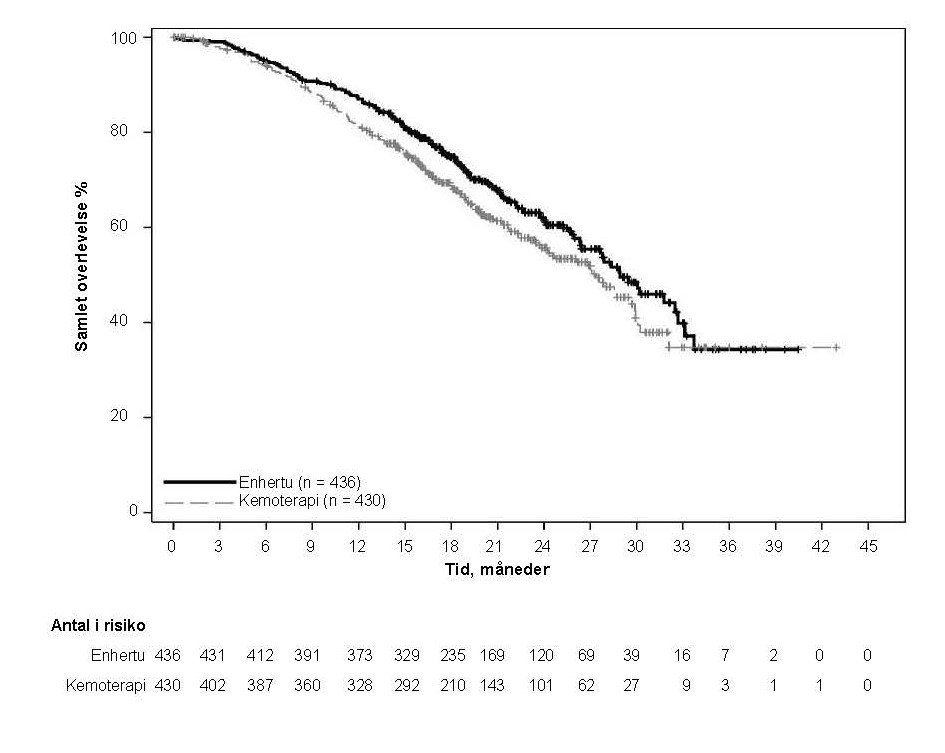 100
80
60
40
20
0
Samlet overlevelse %
Enhertu (n = 436)
Kemoterapi (n = 430)
0 3 6 9 12 15 18 21 24 27 30 33 36 39 42 45
Tid, måneder
Antal i risiko
Enhertu 436 431 412 391 373 329 235 169 120 69 39 16 7 2 0 0
Kemoterapi 430 402 387 360 328 292 210 143 101 62 27 9 3 1 1 0